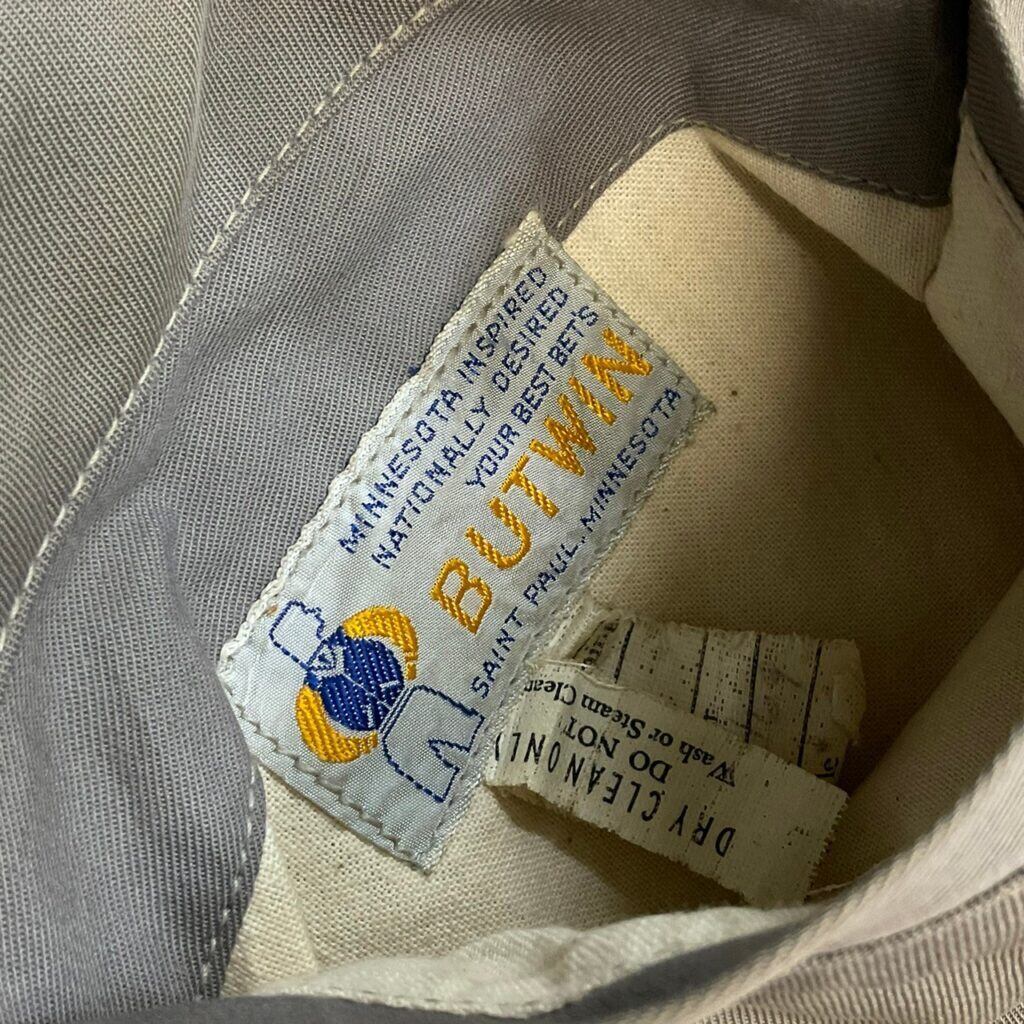 MINNESOTA INSPIRED
NATIONALLY DESIRED
YOUR BEST BET'S
BUTWIN
SAINT PAUL, MINNESOTA
DRY CLEAN ONLY
DO NOT
Wash or Steam Clean